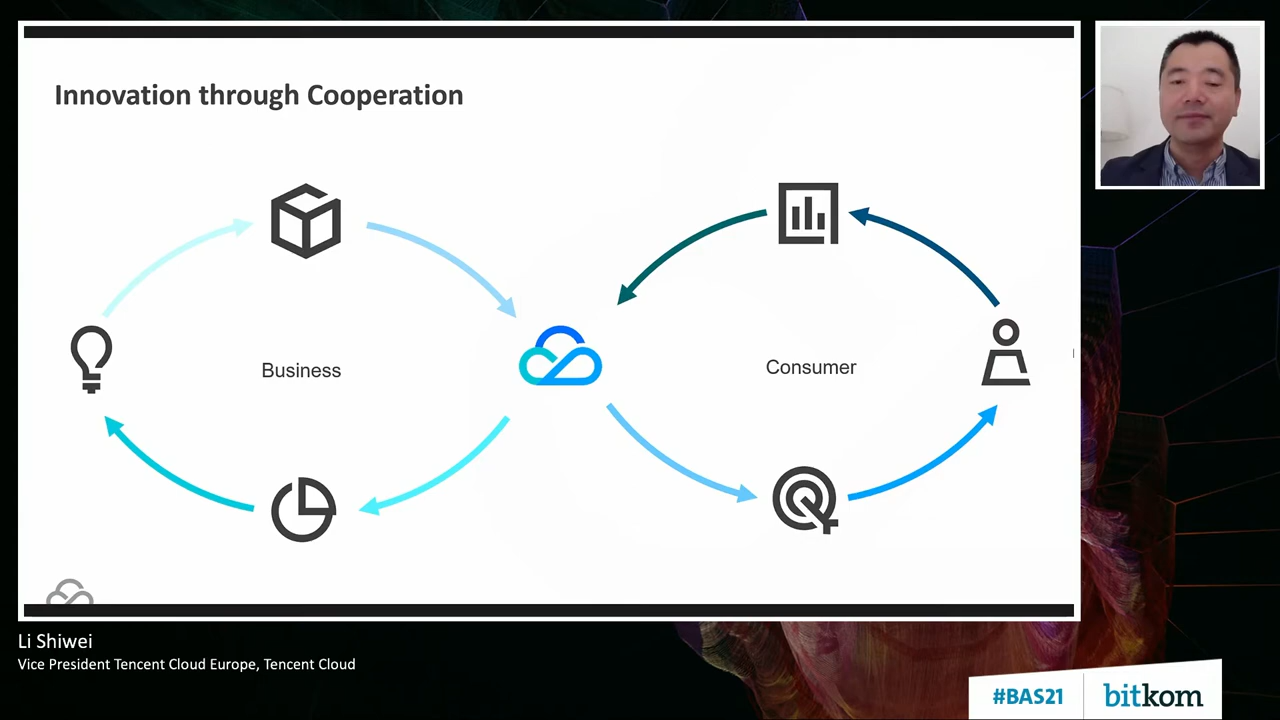 Innovation through Cooperation
Business
Consumer
Li Shiwei
Vice President Tencent Cloud Europe, Tencent Cloud
#BAS21
bitkom